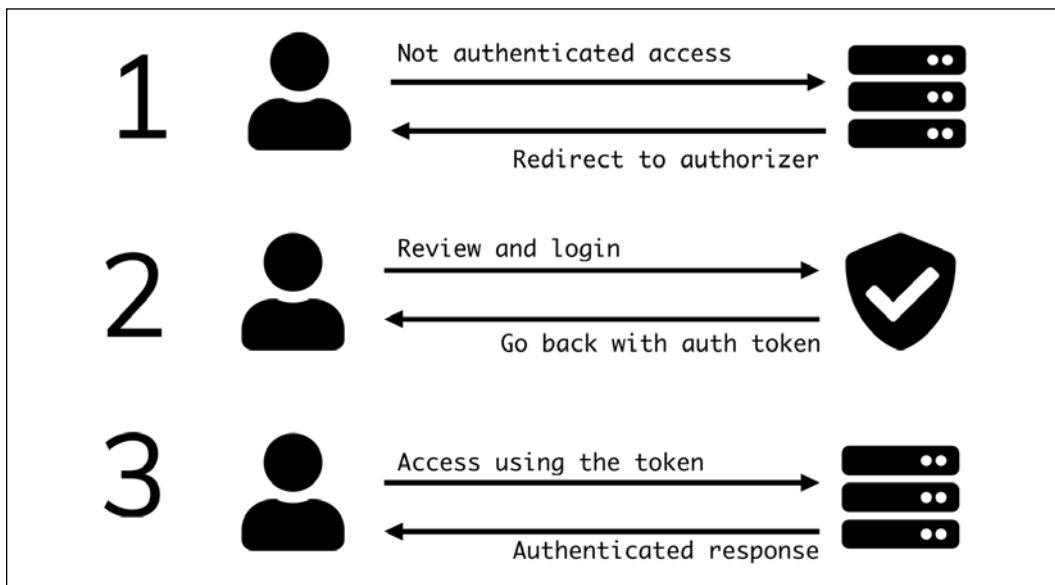 1
Not authenticated access
Redirect to authorizer
2
Review and login
Go back with auth token
3
Access using the token
Authenticated response